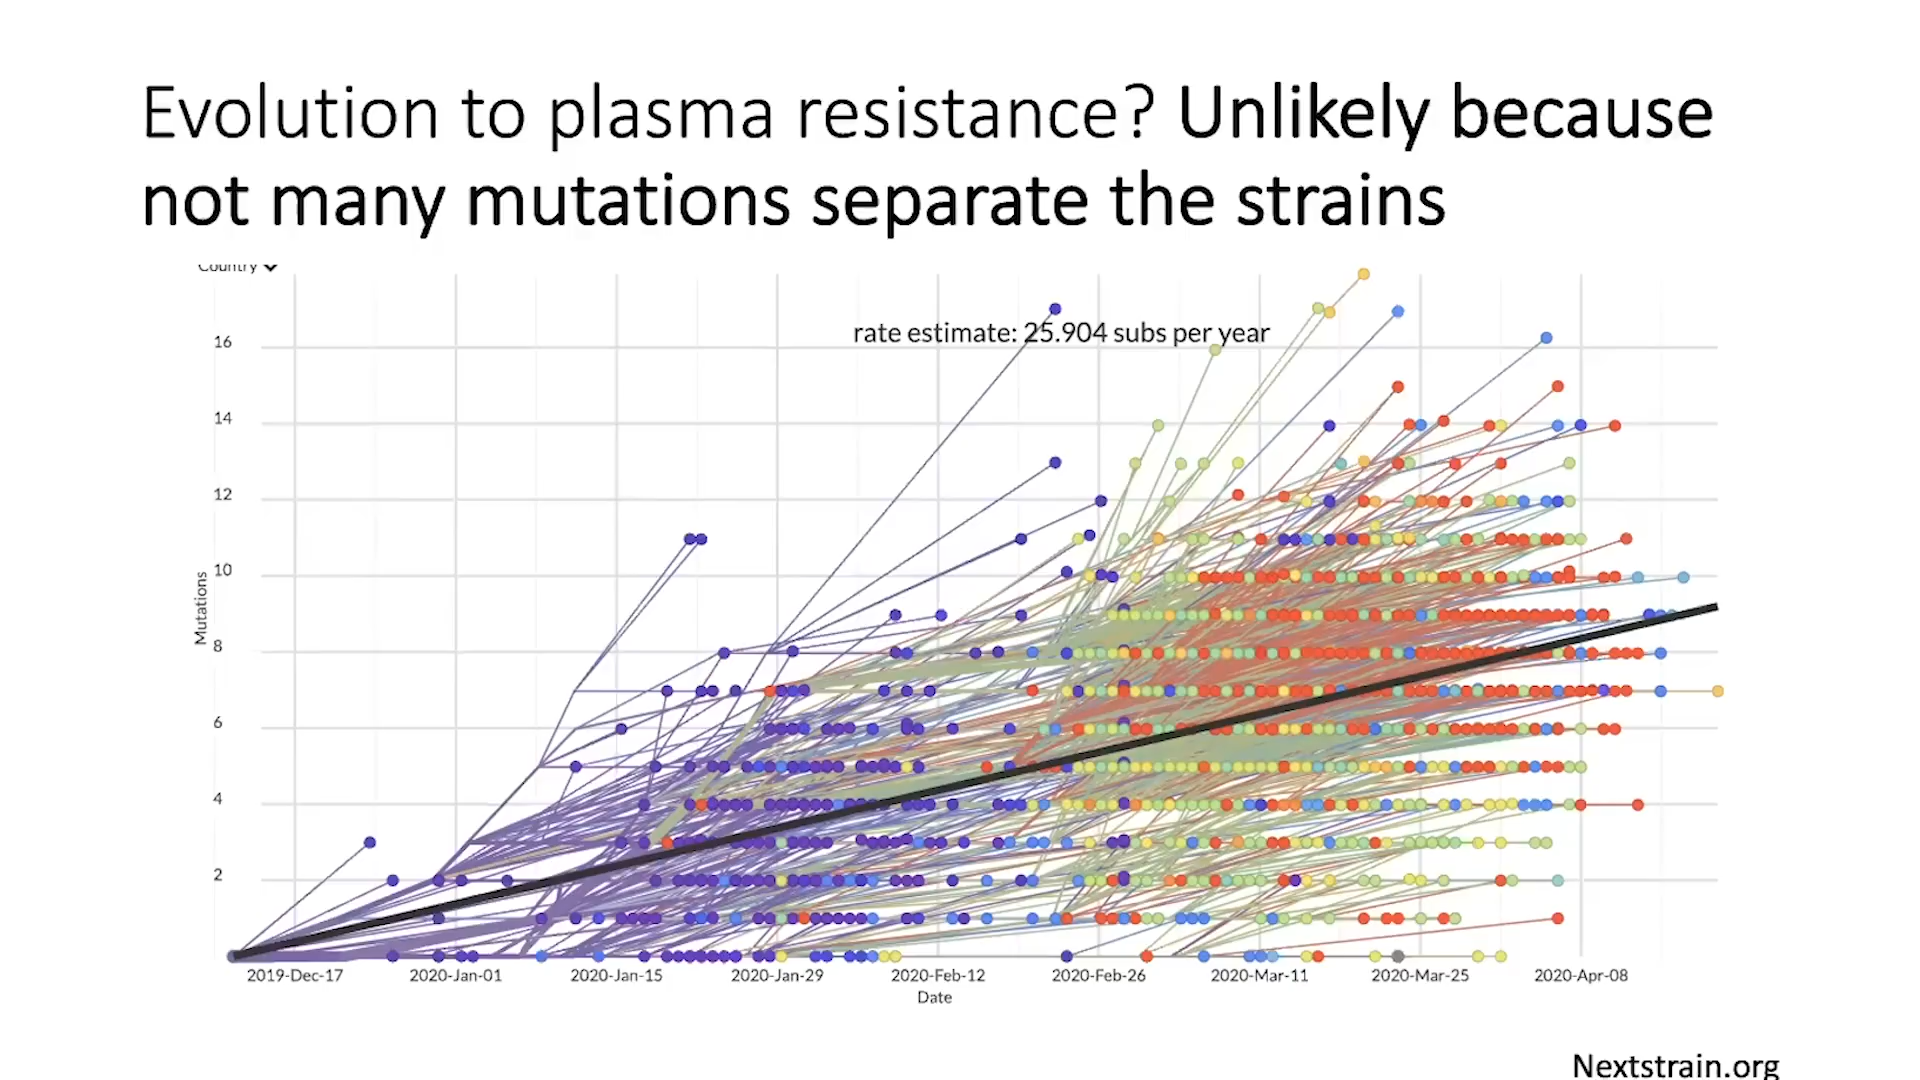 Evolution to plasma resistance? Unlikely because
not many mutations separate the strains
Country
rate estimate: 25.904 subs per year
16
14
12
10
8
6
4
2
Mutations
2019-Dec-17 2020-Jan-01 2020-Jan-15 2020-Jan-29 2020-Feb-12 2020-Feb-26 2020-Mar-11 2020-Mar-25 2020-Apr-08
Date
Nextstrain.org